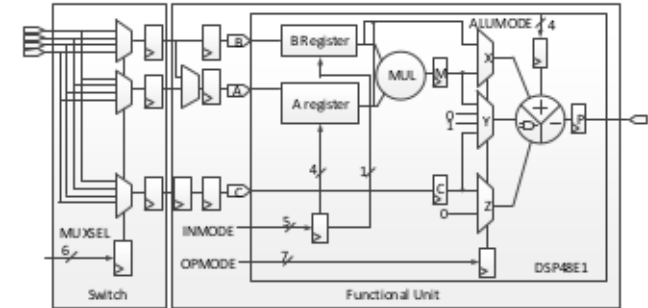 ALUMODE
4
B
B Register
X
MUL
M
A
A register
0
1
Y
P
4
1
C
C
Z
0
MUXSEL
6
INMODE
5
OPMODE
7
DSP48E1
Switch
Functional Unit